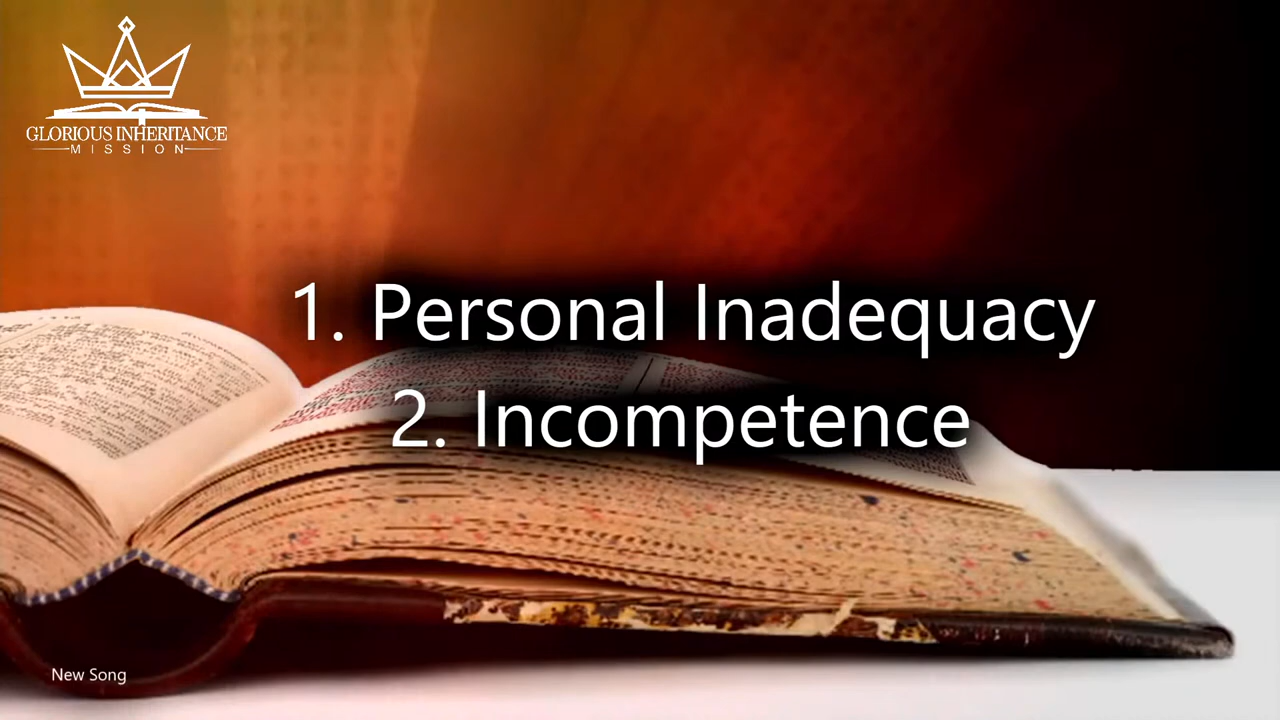 GLORIOUS INHERITANCE
MISSION
1. Personal Inadequacy
2. Incompetence
New Song